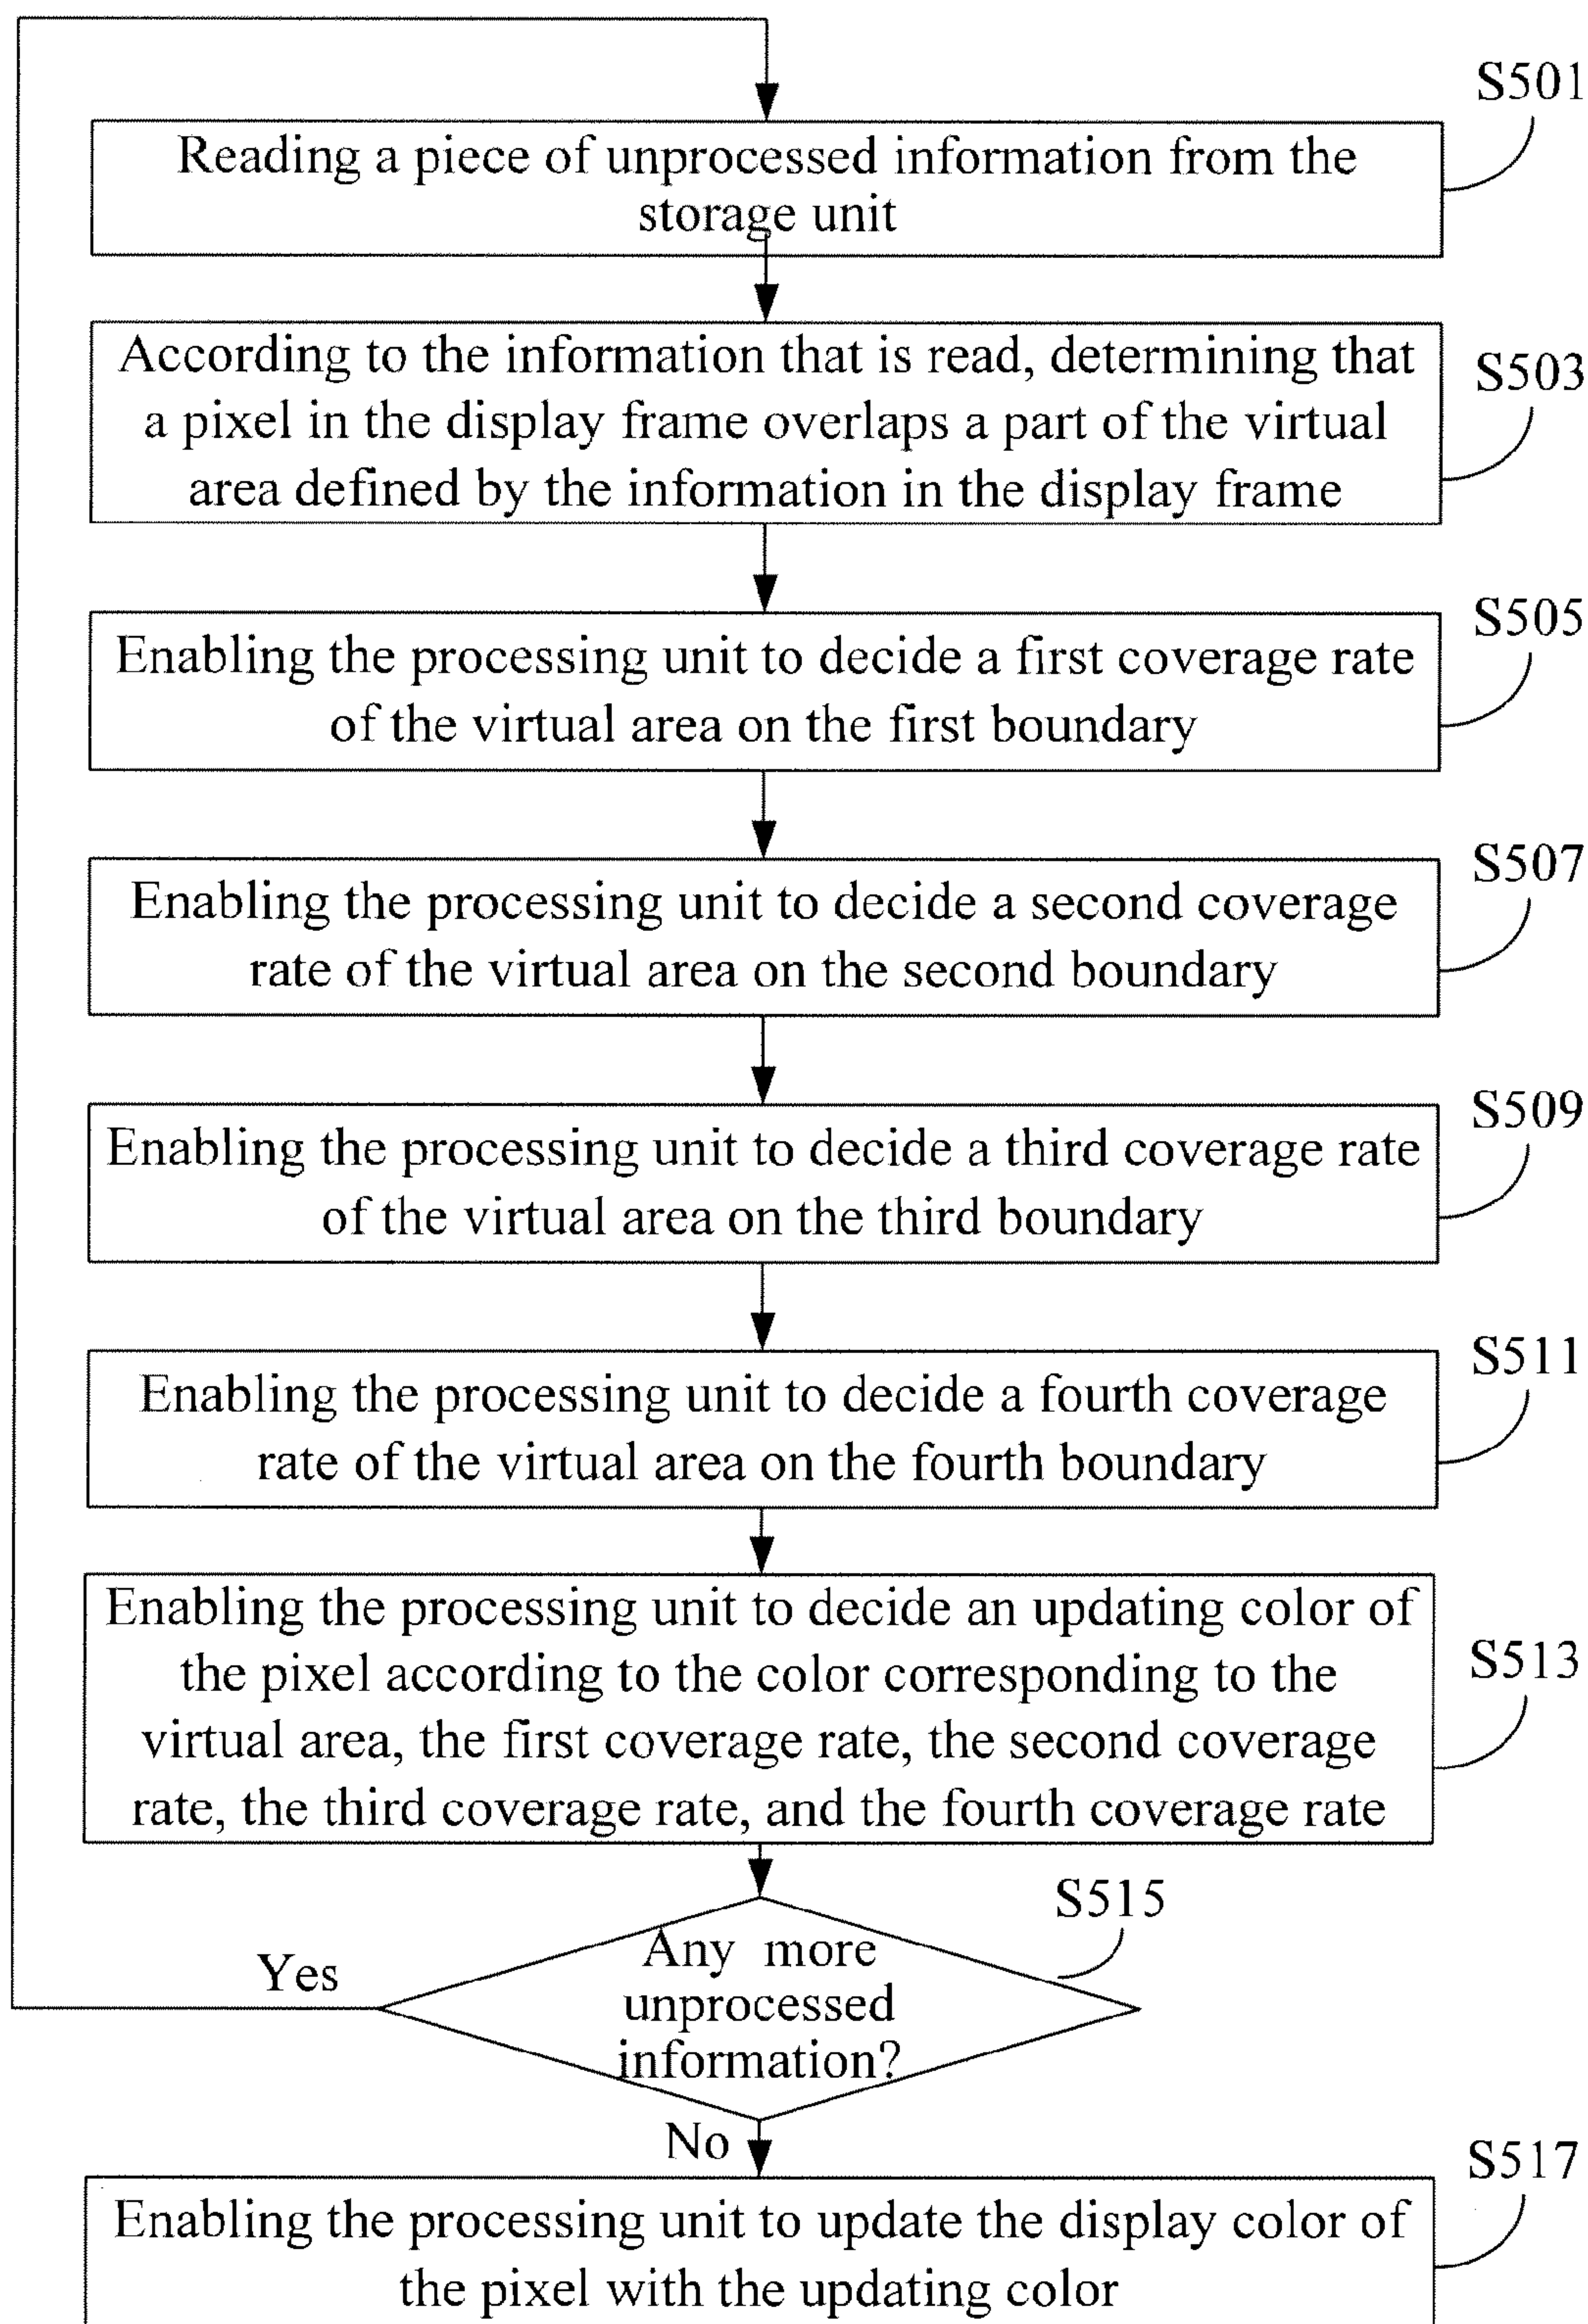 S501
Reading a piece of unprocessed information from the
storage unit
According to the information that is read, determining that
a pixel in the display frame overlaps a part of the virtual
area defined by the information in the display frame
S503
Enabling the processing unit to decide a first coverage rate
of the virtual area on the first boundary
S505
Enabling the processing unit to decide a second coverage
rate of the virtual area on the second boundary
S507
Enabling the processing unit to decide a third coverage rate
of the virtual area on the third boundary
S509
Enabling the processing unit to decide a fourth coverage
rate of the virtual area on the fourth boundary
S511
Enabling the processing unit to decide an updating color of
the pixel according to the color corresponding to the
virtual area, the first coverage rate, the second coverage
rate, the third coverage rate, and the fourth coverage rate
S513
S515
Any more
unprocessed
information?
Yes
No
S517
Enabling the processing unit to update the display color of
the pixel with the updating color